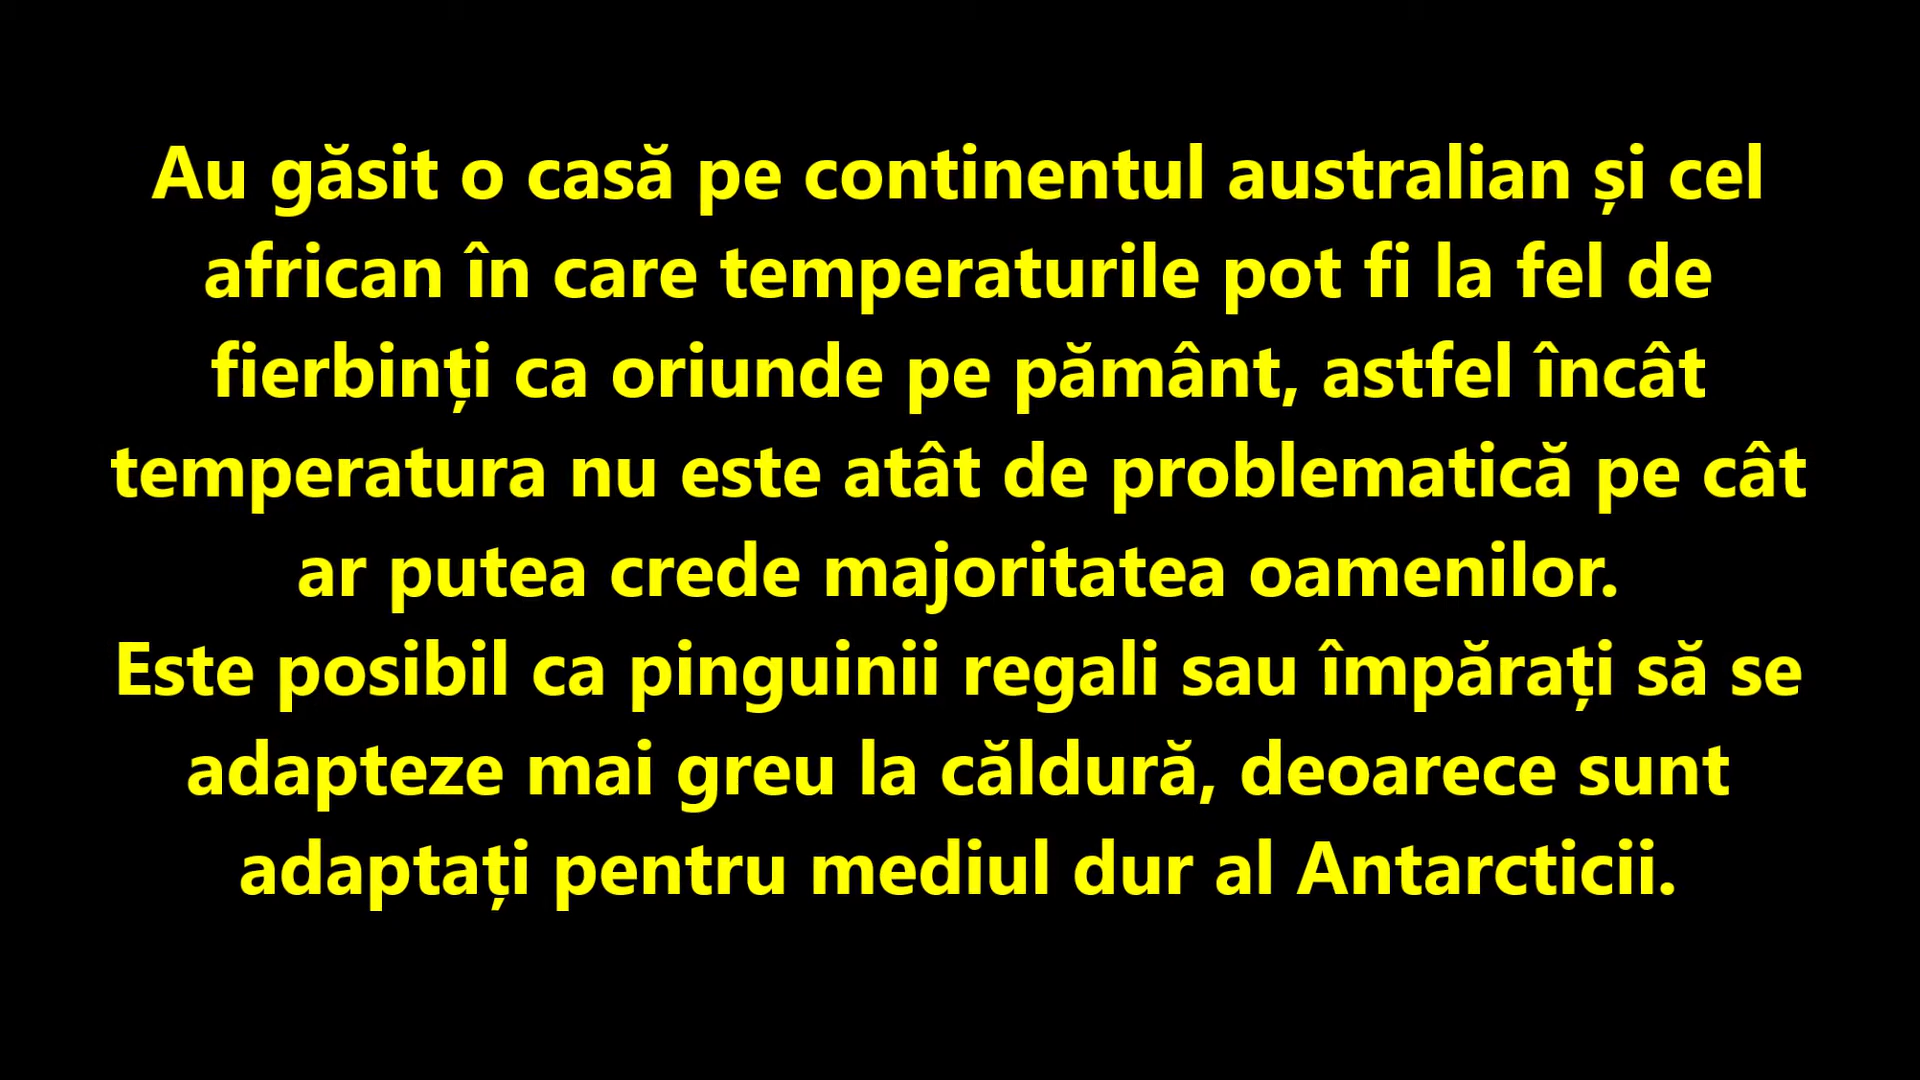 Au găsit o casă pe continentul australian și cel
african în care temperaturile pot fi la fel de
fierbinți ca oriunde pe pământ, astfel încât
temperatura nu este atât de problematică pe cât
ar putea crede majoritatea oamenilor.
Este posibil ca pinguinii regali sau împărați să se
adapteze mai greu la căldură, deoarece sunt
adaptați pentru mediul dur al Antarcticii.